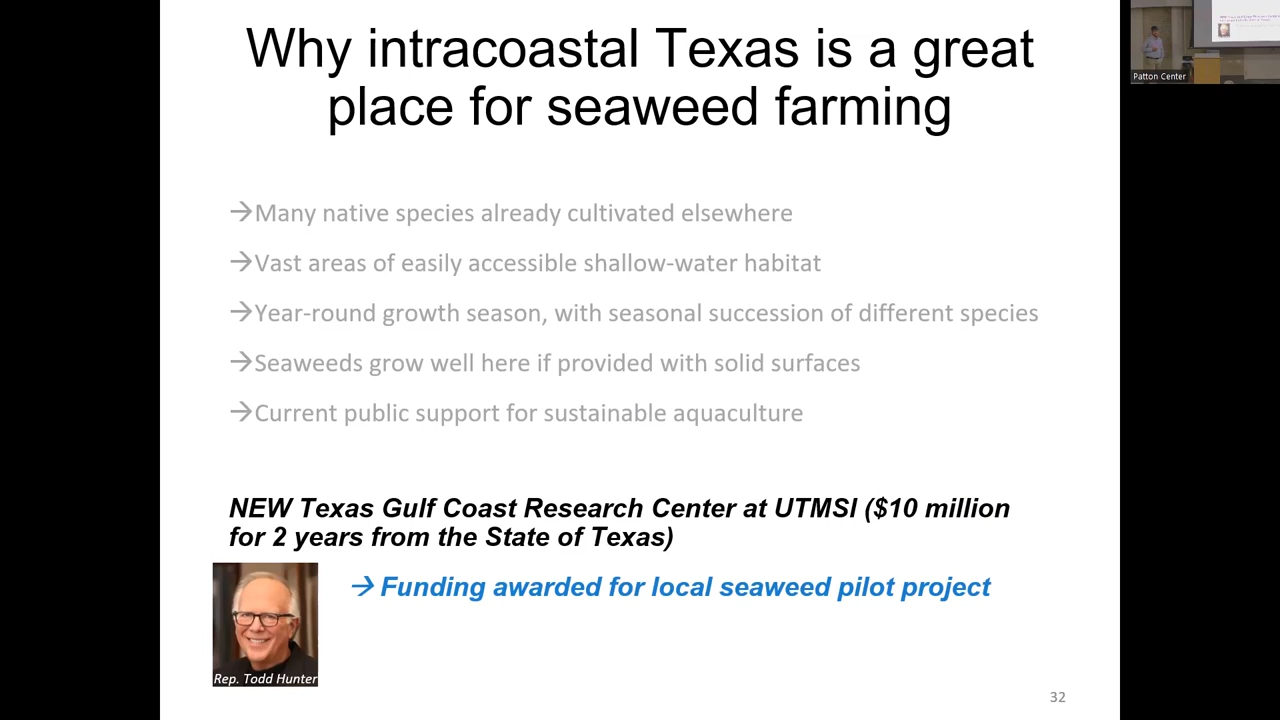 Why intracoastal Texas is a great
place for seaweed farming
→Many native species already cultivated elsewhere
→Vast areas of easily accessible shallow-water habitat
→Year-round growth season, with seasonal succession of different species
→Seaweeds grow well here if provided with solid surfaces
→Current public support for sustainable aquaculture
NEW Texas Gulf Coast Research Center at UTMSI ($10 million
for 2 years from the State of Texas)
→ Funding awarded for local seaweed pilot project
Rep. Todd Hunter
32
Patton Center